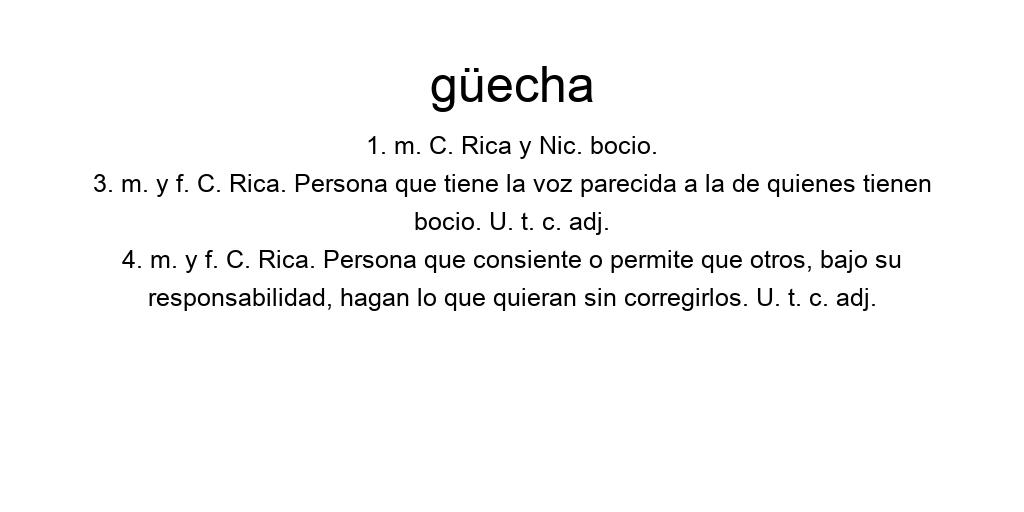 güecha
1. m. C. Rica y Nic. bocio.
3. m. y f. C. Rica. Persona que tiene la voz parecida a la de quienes tienen
bocio. U. t. c. adj.
4. m. y f. C. Rica. Persona que consiente o permite que otros, bajo su
responsabilidad, hagan lo que quieran sin corregirlos. U. t. c. adj.